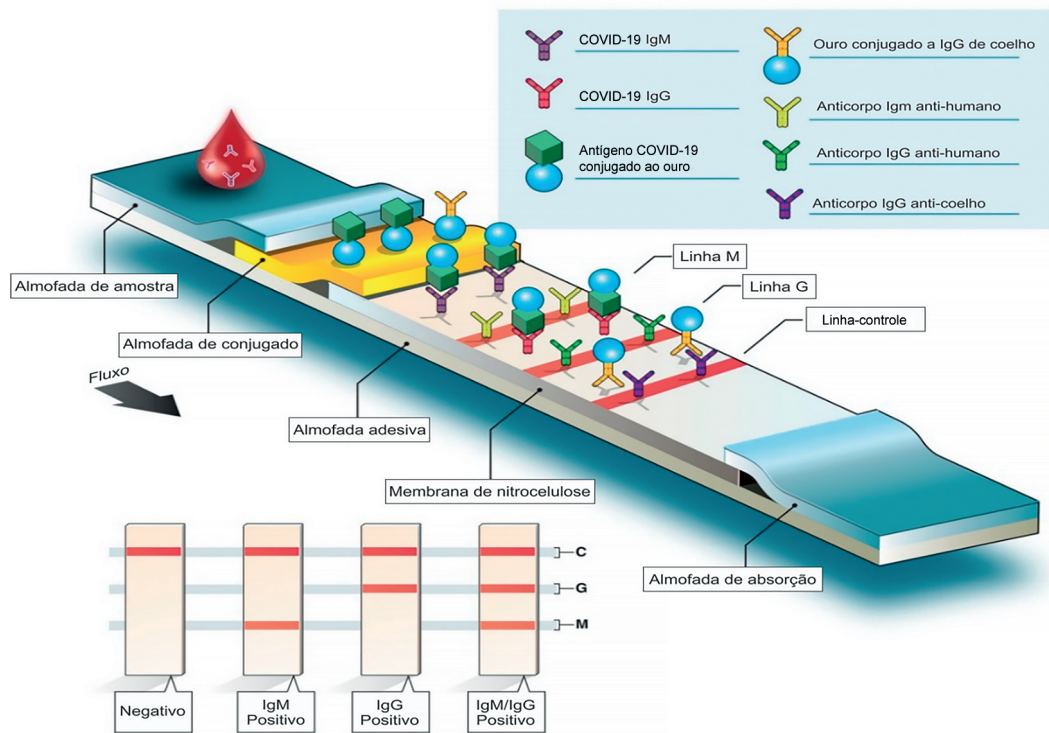 COVID-19 IgM
COVID-19 IgG
Antígeno COVID-19
conjugado ao ouro
Ouro conjugado a IgG de coelho
Anticorpo Igm anti-humano
Anticorpo IgG anti-humano
Anticorpo IgG anti-coelho
Linha M
Linha G
Linha-controle
Almofada de amostra
Almofada de conjugado
Fluxo
Almofada adesiva
Membrana de nitrocelulose
Almofada de absorção
C
G
M
Negativo
IgM
Positivo
IgG
Positivo
IgM/IgG
Positivo